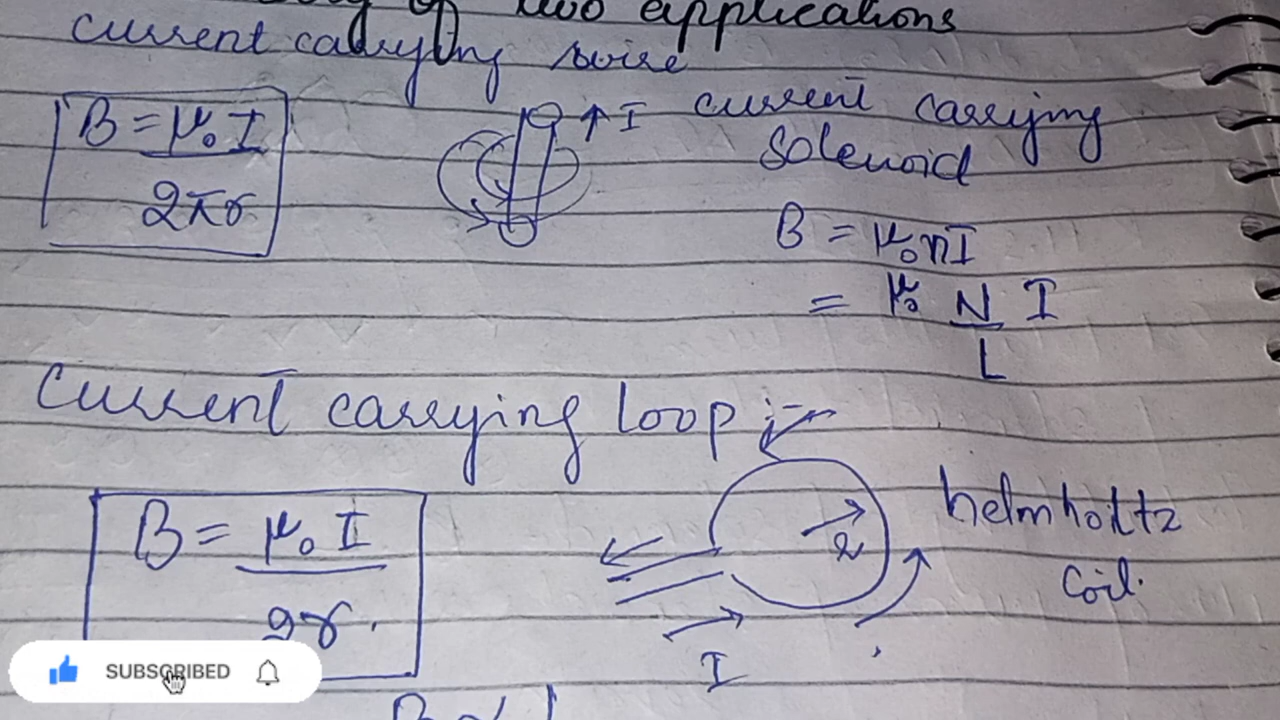 of two applications
current carrying wire
B = μ₀ I
2πr
↑ I
current carrying
solenoid
B = μ₀nI
= μ₀ N I
L
Current carrying loop :-
B = μ₀ I
2r.
r
I
helmholtz
coil.
SUBSCRIBED